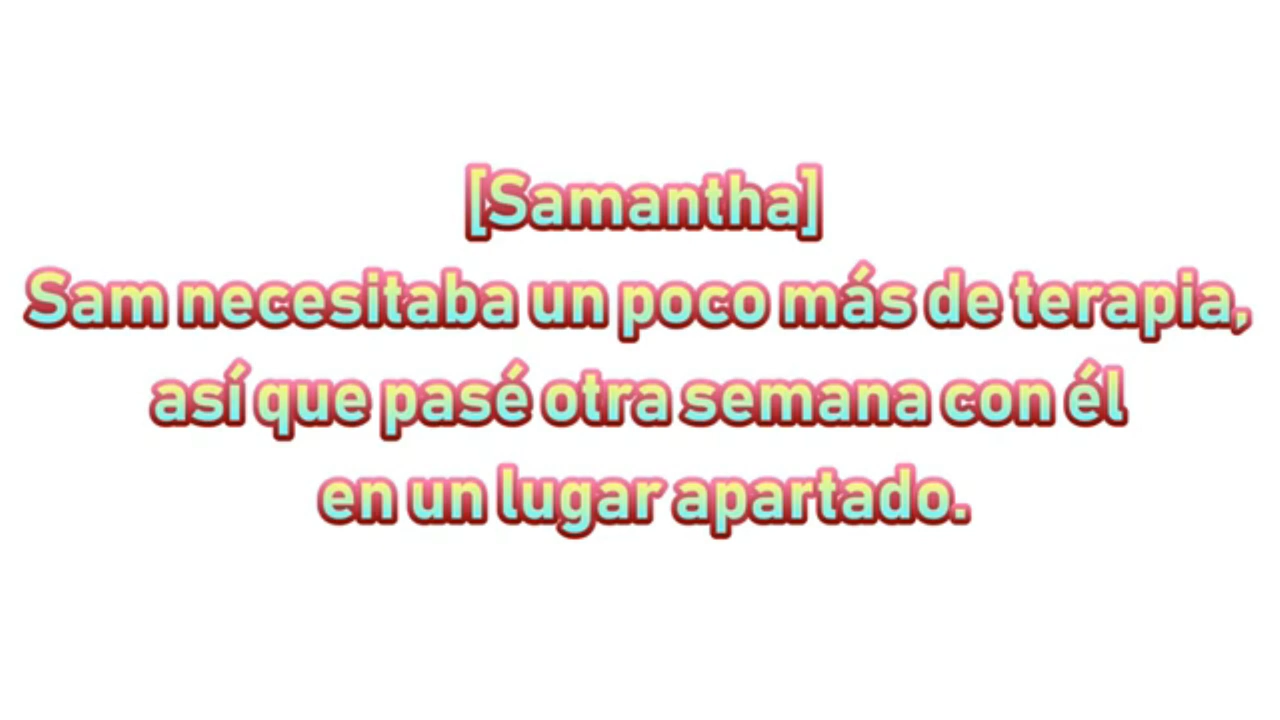 [Samantha]
Sam necesitaba un poco más de terapia,
así que pasé otra semana con él
en un lugar apartado.